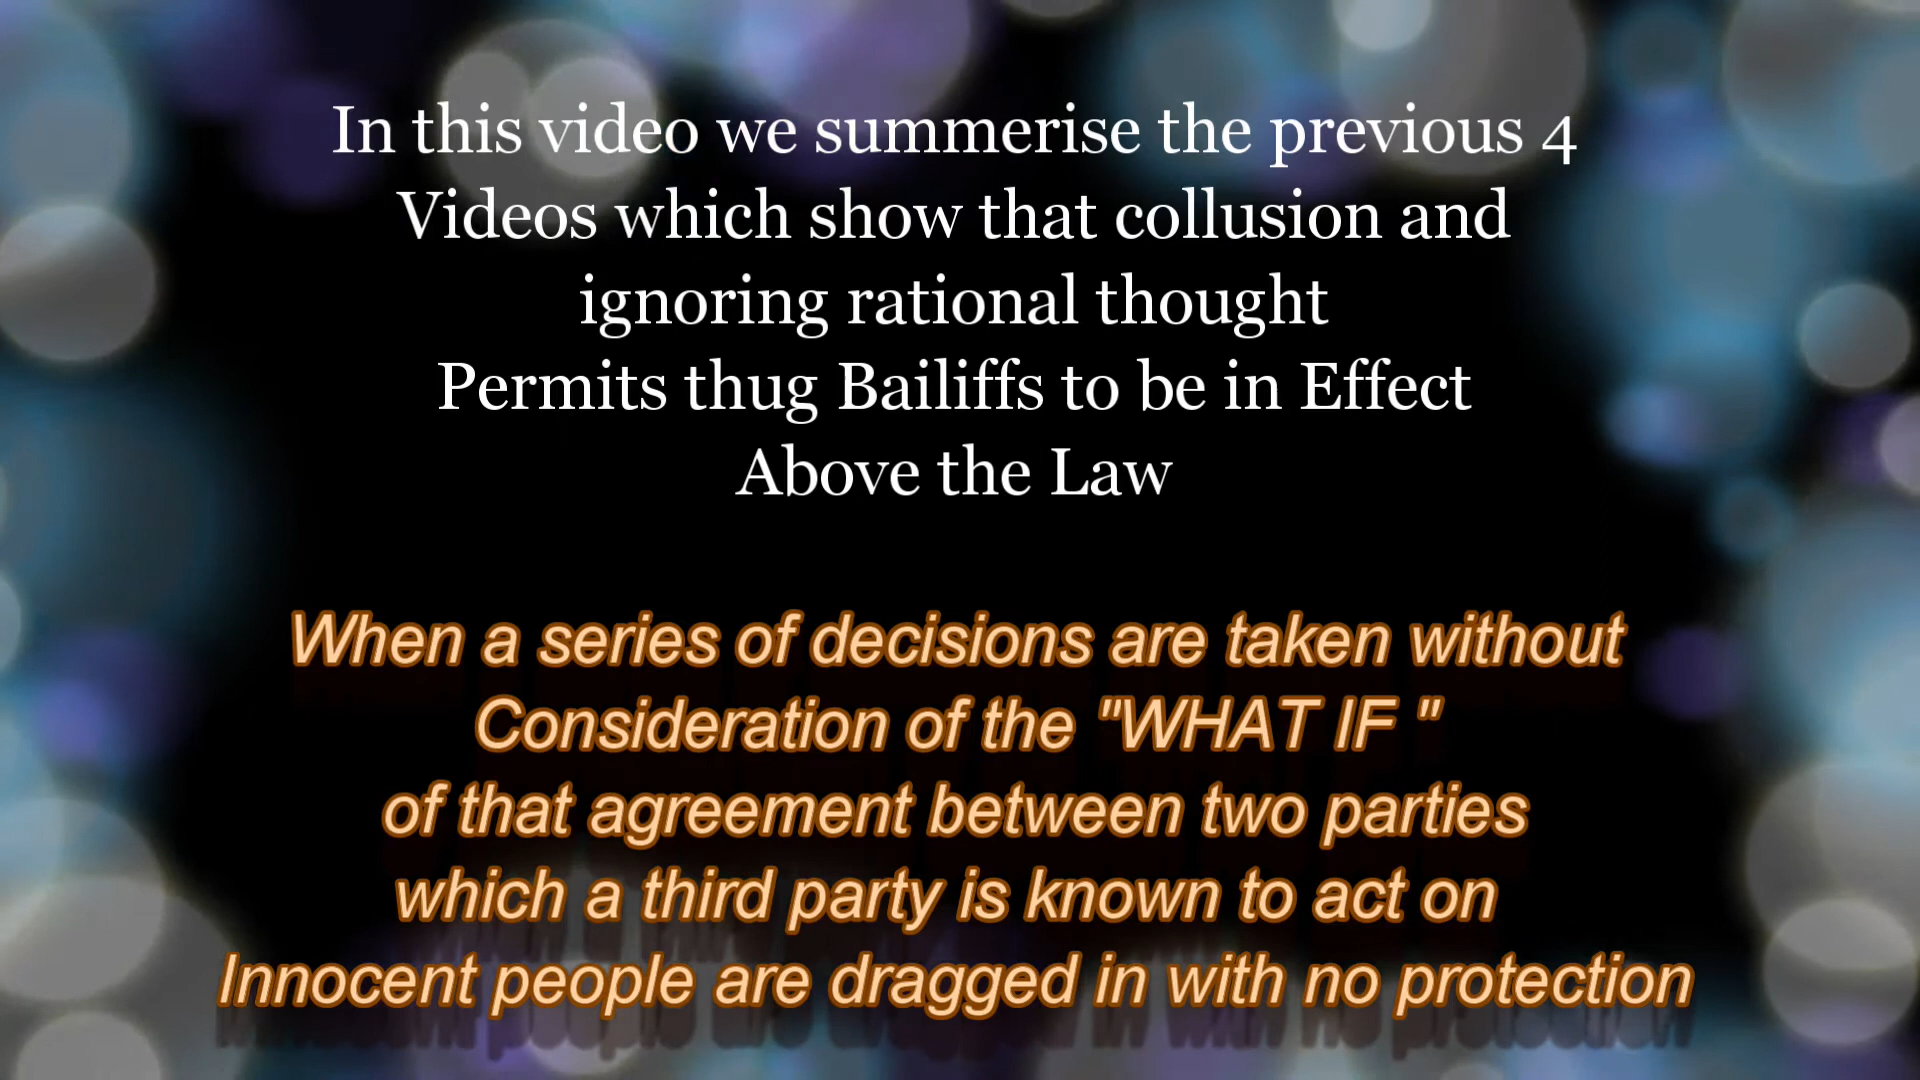 In this video we summerise the previous 4
Videos which show that collusion and
ignoring rational thought
Permits thug Bailiffs to be in Effect
Above the Law
When a series of decisions are taken without
Consideration of the "WHAT IF "
of that agreement between two parties
which a third party is known to act on
Innocent people are dragged in with no protection